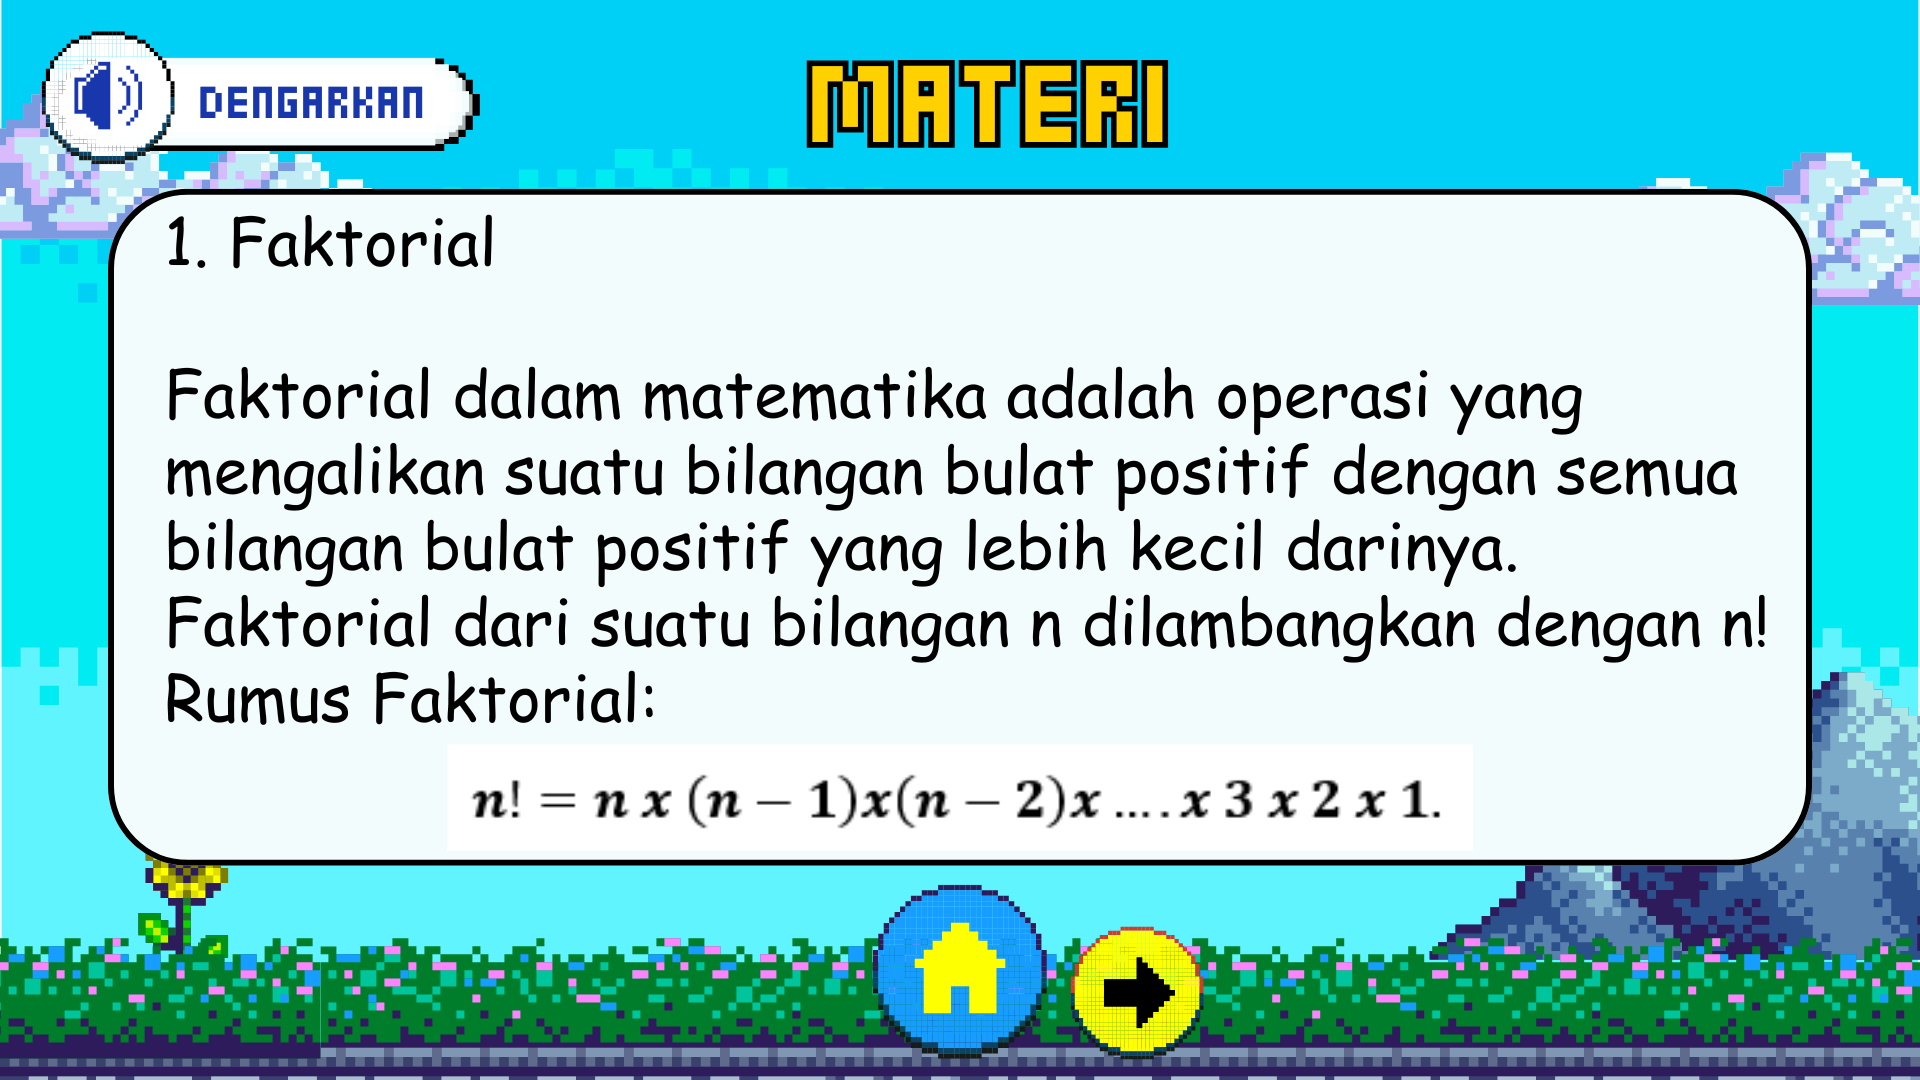 DENGARKAN
MATERI
1. Faktorial
Faktorial dalam matematika adalah operasi yang
mengalikan suatu bilangan bulat positif dengan semua
bilangan bulat positif yang lebih kecil darinya.
Faktorial dari suatu bilangan n dilambangkan dengan n!
Rumus Faktorial:
n! = n x (n − 1)x(n − 2)x .... x 3 x 2 x 1.